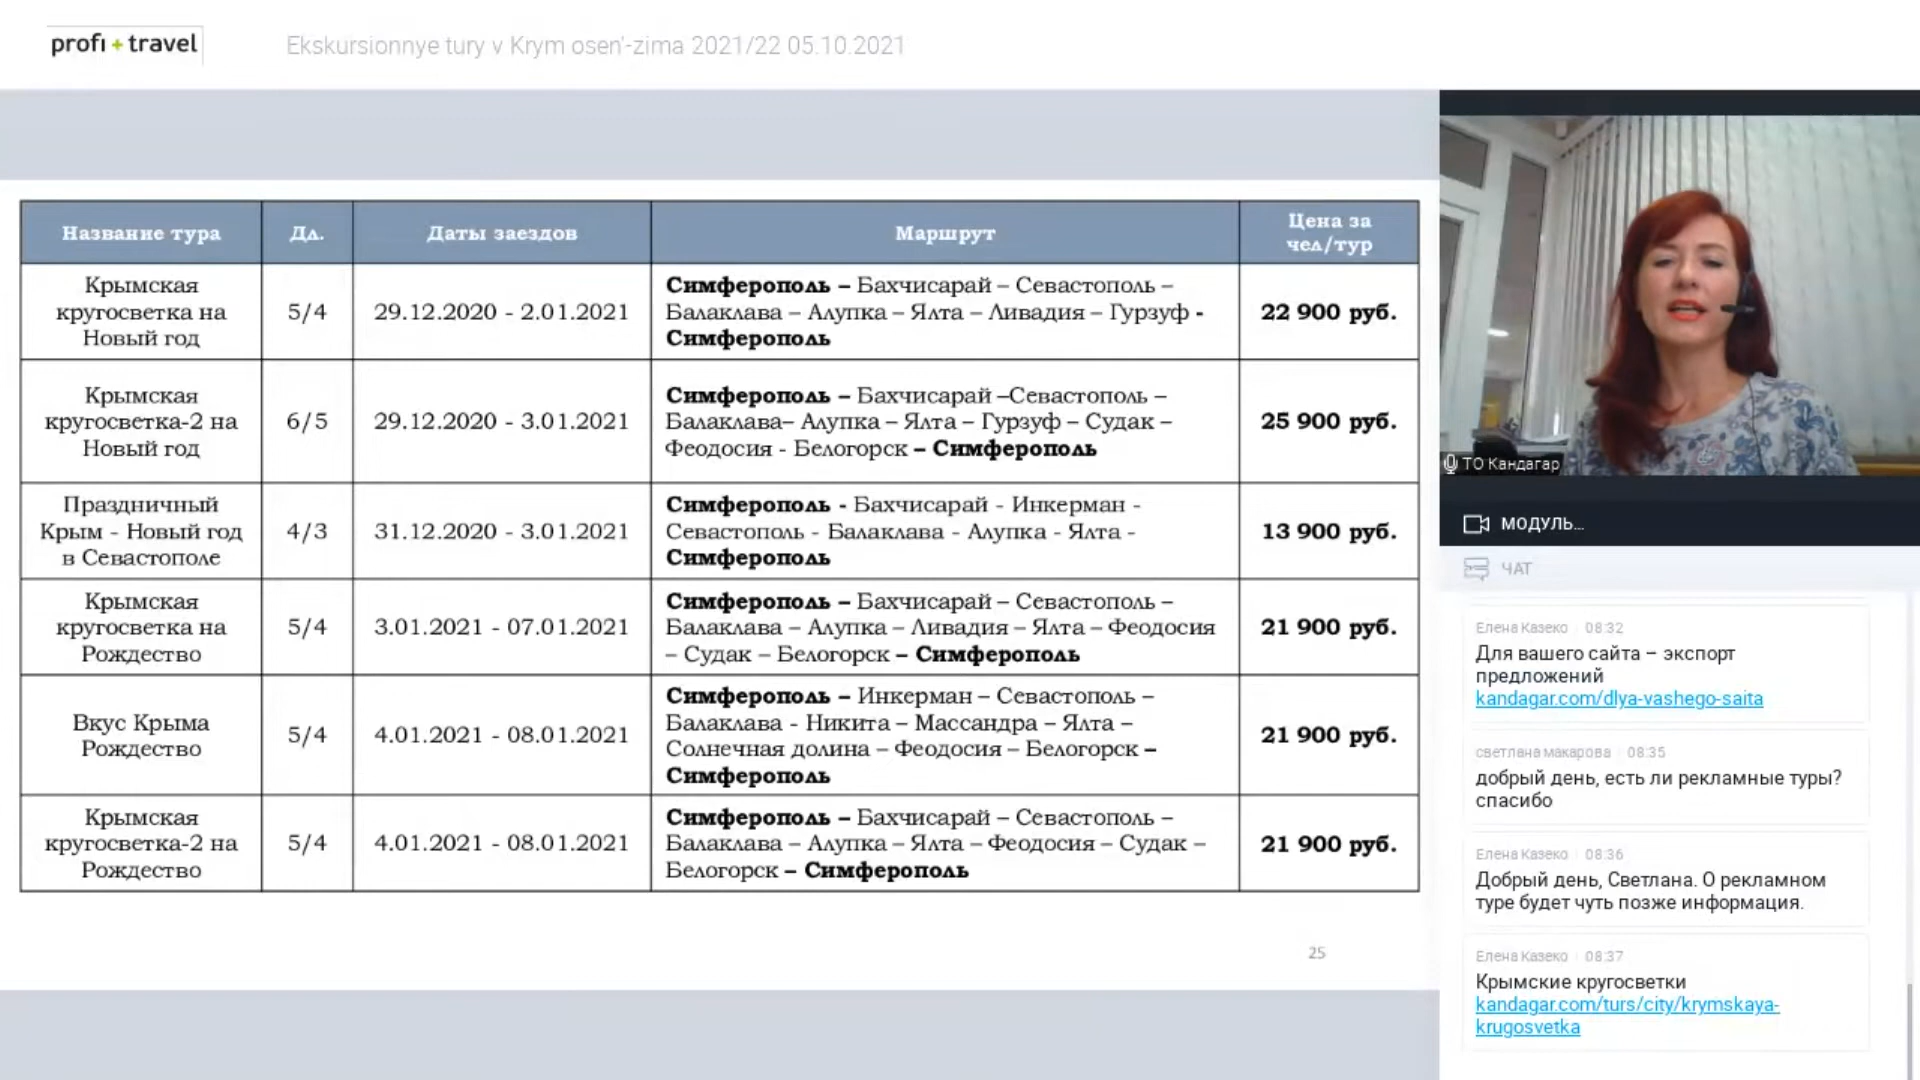 profi + travel
Ekskursionnye tury v Krym osen'-zima 2021/22 05.10.2021
Название тура
Дл.
Даты заездов
Маршрут
Цена за
чел/тур
Крымская
кругосветка на
Новый год
5/4
29.12.2020 - 2.01.2021
Симферополь – Бахчисарай – Севастополь –
Балаклава – Алупка – Ялта – Ливадия – Гурзуф -
Симферополь
22 900 руб.
Крымская
кругосветка-2 на
Новый год
6/5
29.12.2020 - 3.01.2021
Симферополь – Бахчисарай –Севастополь –
Балаклава– Алупка – Ялта – Гурзуф – Судак –
Феодосия - Белогорск – Симферополь
25 900 руб.
Праздничный
Крым - Новый год
в Севастополе
4/3
31.12.2020 - 3.01.2021
Симферополь - Бахчисарай - Инкерман -
Севастополь - Балаклава - Алупка - Ялта -
Симферополь
13 900 руб.
Крымская
кругосветка на
Рождество
5/4
3.01.2021 - 07.01.2021
Симферополь – Бахчисарай – Севастополь –
Балаклава – Алупка – Ливадия – Ялта – Феодосия
– Судак – Белогорск – Симферополь
21 900 руб.
Вкус Крыма
Рождество
5/4
4.01.2021 - 08.01.2021
Симферополь – Инкерман – Севастополь –
Балаклава - Никита – Массандра – Ялта –
Солнечная долина – Феодосия – Белогорск –
Симферополь
21 900 руб.
Крымская
кругосветка-2 на
Рождество
5/4
4.01.2021 - 08.01.2021
Симферополь – Бахчисарай – Севастополь –
Балаклава – Алупка – Ялта – Феодосия – Судак –
Белогорск – Симферополь
21 900 руб.
25
ТО Кандагар
МОДУЛЬ...
ЧАТ
Елена Казеко 08:32
Для вашего сайта – экспорт
предложений
kandagar.com/dlya-vashego-saita
светлана макарова 08:35
добрый день, есть ли рекламные туры?
спасибо
Елена Казеко 08:36
Добрый день, Светлана. О рекламном
туре будет чуть позже информация.
Елена Казеко 08:37
Крымские кругосветки
kandagar.com/turs/city/krymskaya-
krugosvetka